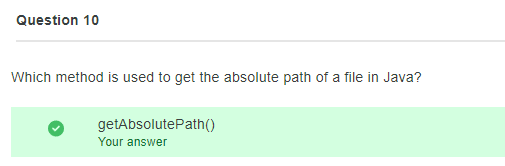 Question 10
Which method is used to get the absolute path of a file in Java?
getAbsolutePath()
Your answer